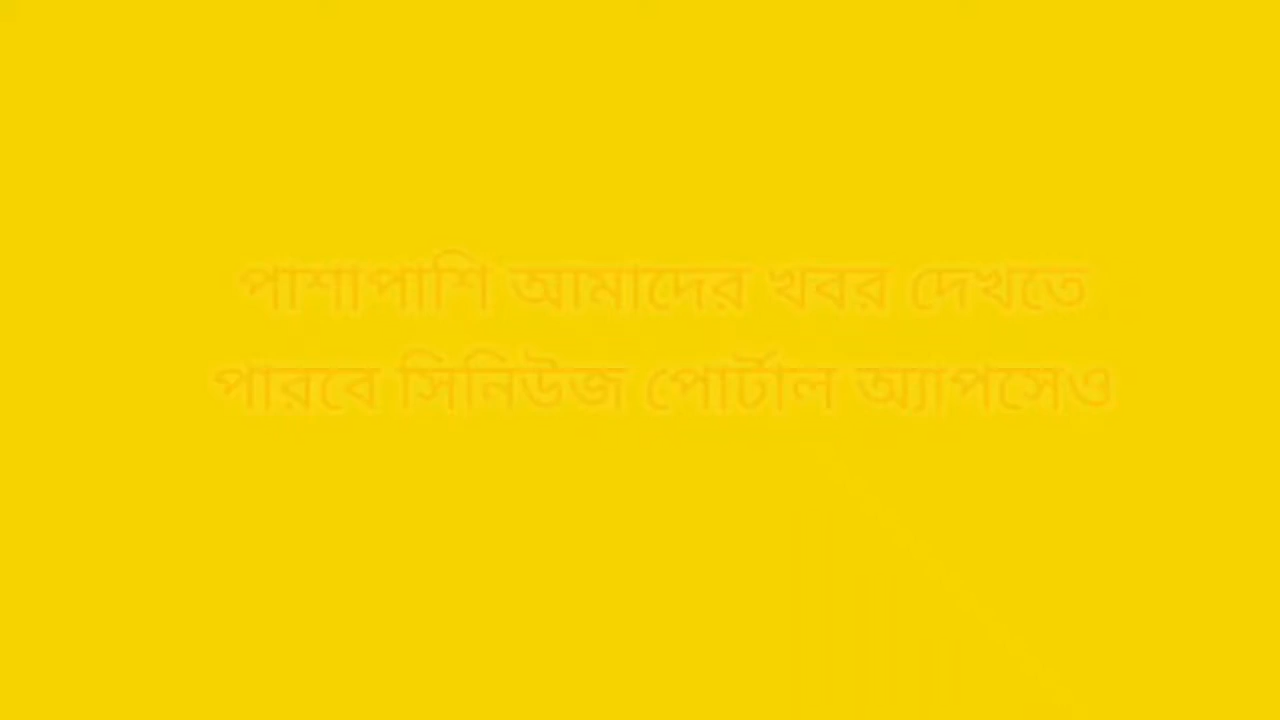 পাশাপাশি আমাদের খবর দেখতে
পারবে সিনিউজ পোর্টাল অ্যাপসেও